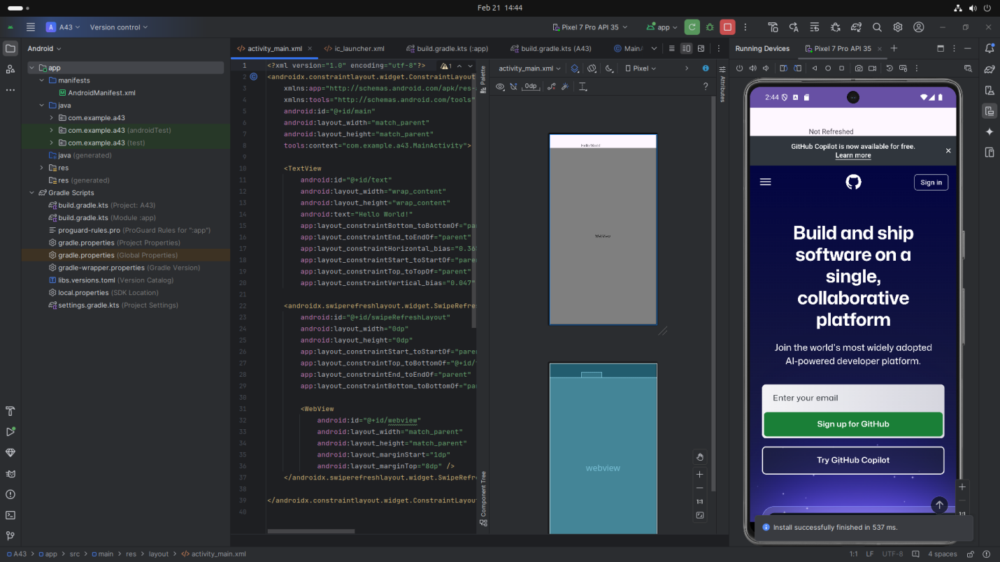 Feb 21 14:44
A A43
Version control
Pixel 7 Pro API 35
app
Android
app
manifests
AndroidManifest.xml
java
com.example.a43
com.example.a43 (androidTest)
com.example.a43 (test)
java (generated)
res
res (generated)
Gradle Scripts
build.gradle.kts (Project: A43)
build.gradle.kts (Module :app)
proguard-rules.pro (ProGuard Rules for ":app")
gradle.properties (Project Properties)
gradle.properties (Global Properties)
gradle-wrapper.properties (Gradle Version)
libs.versions.toml (Version Catalog)
local.properties (SDK Location)
settings.gradle.kts (Project Settings)
activity_main.xml
ic_launcher.xml
build.gradle.kts (:app)
build.gradle.kts (A43)
MainA
1 <?xml version="1.0" encoding="utf-8"?>
2 <androidx.constraintlayout.widget.ConstraintLayout
3 xmlns:app="http://schemas.android.com/apk/res-
4 xmlns:tools="http://schemas.android.com/tools"
5 android:id="@+id/main"
6 android:layout_width="match_parent"
7 android:layout_height="match_parent"
8 tools:context="com.example.a43.MainActivity">
9
10 <TextView
11 android:id="@+id/text"
12 android:layout_width="wrap_content"
13 android:layout_height="wrap_content"
14 android:text="Hello World!"
15 app:layout_constraintBottom_toBottomOf="par
16 app:layout_constraintEnd_toEndOf="parent"
17 app:layout_constraintHorizontal_bias="0.36
18 app:layout_constraintStart_toStartOf="paren
19 app:layout_constraintTop_toTopOf="parent"
20 app:layout_constraintVertical_bias="0.047"
21
22 <androidx.swiperefreshlayout.widget.SwipeRefre
23 android:id="@+id/swipeRefreshLayout"
24 android:layout_width="0dp"
25 android:layout_height="0dp"
26 app:layout_constraintStart_toStartOf="paren
27 app:layout_constraintTop_toBottomOf="@+id/
28 app:layout_constraintEnd_toEndOf="parent"
29 app:layout_constraintBottom_toBottomOf="par
30
31 <WebView
32 android:id="@+id/webview"
33 android:layout_width="match_parent"
34 android:layout_height="match_parent"
35 android:layout_marginStart="1dp"
36 android:layout_marginTop="8dp" />
37 </androidx.swiperefreshlayout.widget.SwipeRefre
38
39 </androidx.constraintlayout.widget.ConstraintLayou
40
1
Palette
Component Tree
activity_main.xml
Pixel
0dp
?
Attributes
Hello World
WebView
webview
1:1
Running Devices
Pixel 7 Pro API 35
2:44
Not Refreshed
GitHub Copilot is now available for free.
Learn more
Sign in
Build and ship
software on a
single,
collaborative
platform
Join the world's most widely adopted
AI-powered developer platform.
Enter your email
Sign up for GitHub
Try GitHub Copilot
1:1
Install successfully finished in 537 ms.
A43 > app > src > main > res > layout > activity_main.xml
1:1 LF UTF-8 4 spaces